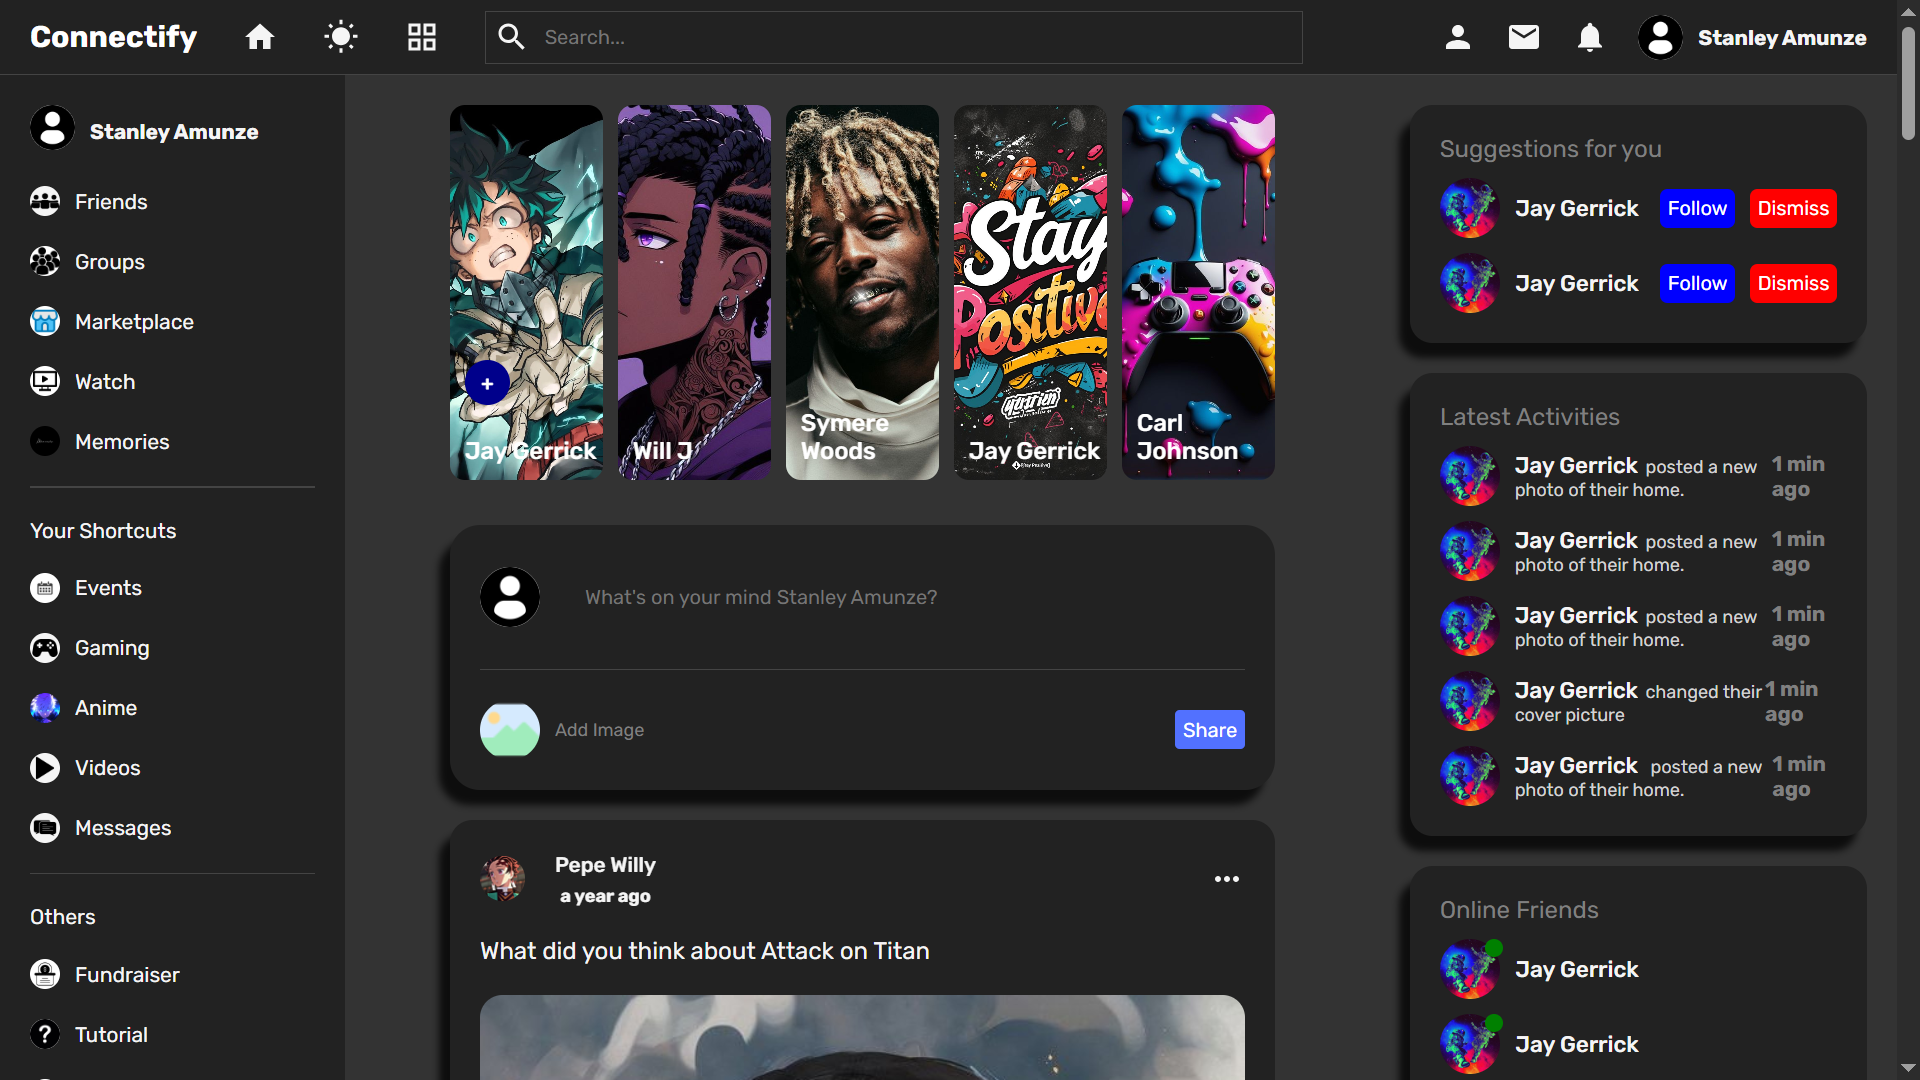 Connectify
Search...
Stanley Amunze
Stanley Amunze
Friends
Groups
Marketplace
Watch
Memories
Your Shortcuts
Events
Gaming
Anime
Videos
Messages
Others
Fundraiser
Tutorial
+
Jay Gerrick
Will J
Symere
Woods
Stay
Positive
Jay Gerrick
Carl
Johnson
What's on your mind Stanley Amunze?
Add Image
Share
Pepe Willy
a year ago
What did you think about Attack on Titan
Suggestions for you
Jay Gerrick Follow Dismiss
Jay Gerrick Follow Dismiss
Latest Activities
Jay Gerrick posted a new photo of their home. 1 min ago
Jay Gerrick posted a new photo of their home. 1 min ago
Jay Gerrick posted a new photo of their home. 1 min ago
Jay Gerrick changed their cover picture 1 min ago
Jay Gerrick posted a new photo of their home. 1 min ago
Online Friends
Jay Gerrick
Jay Gerrick